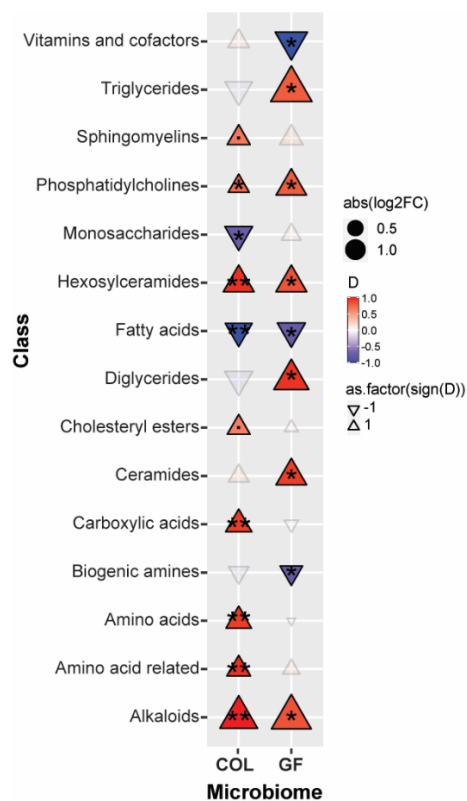 Vitamins and cofactors
*
Triglycerides
*
Sphingomyelins
.
Phosphatidylcholines
* *
Monosaccharides
*
Hexosylceramides
** *
Fatty acids
** *
Diglycerides
*
Cholesteryl esters
.
Ceramides
*
Carboxylic acids
**
Biogenic amines
*
Amino acids
**
Amino acid related
**
Alkaloids
** *
Class
COL GF
Microbiome
abs(log2FC)
0.5
1.0
D
1.0
0.5
0.0
-0.5
-1.0
as.factor(sign(D))
-1
1